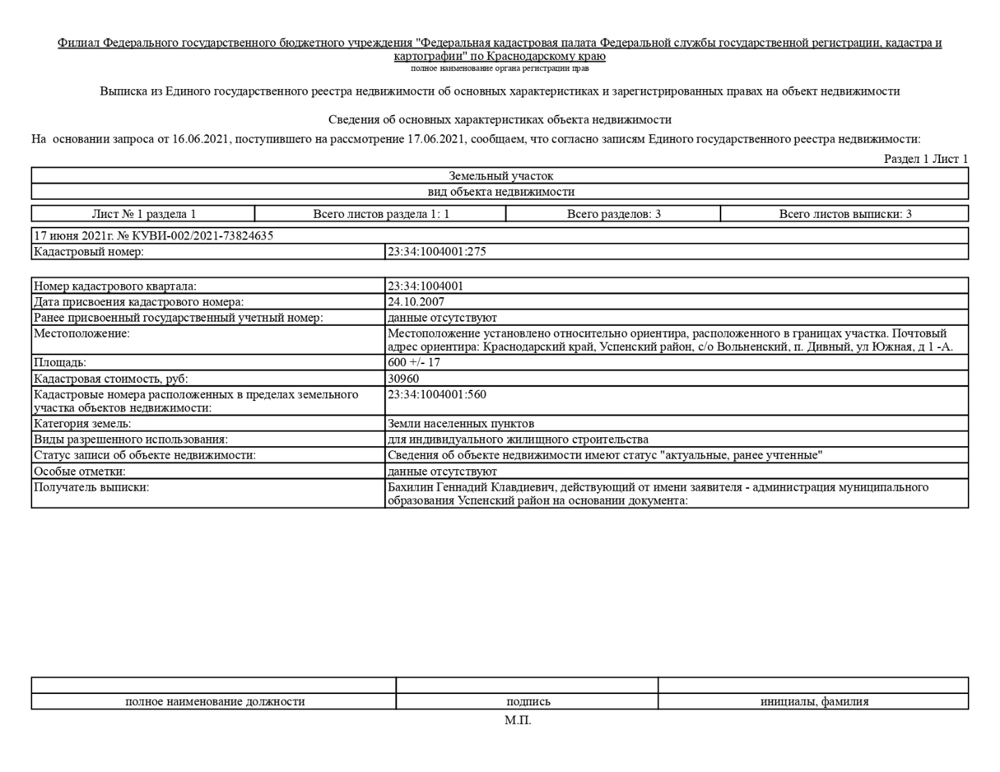 Филиал Федерального государственного бюджетного учреждения "Федеральная кадастровая палата Федеральной службы государственной регистрации, кадастра и
картографии" по Краснодарскому краю
полное наименование органа регистрации прав
Выписка из Единого государственного реестра недвижимости об основных характеристиках и зарегистрированных правах на объект недвижимости
Сведения об основных характеристиках объекта недвижимости
На  основании запроса от 16.06.2021, поступившего на рассмотрение 17.06.2021, сообщаем, что согласно записям Единого государственного реестра недвижимости:
Раздел 1 Лист 1
Земельный участок
вид объекта недвижимости
Лист № 1 раздела 1 Всего листов раздела 1: 1 Всего разделов: 3 Всего листов выписки: 3
17 июня 2021г. № КУВИ-002/2021-73824635
Кадастровый номер: 23:34:1004001:275
Номер кадастрового квартала: 23:34:1004001
Дата присвоения кадастрового номера: 24.10.2007
Ранее присвоенный государственный учетный номер: данные отсутствуют
Местоположение: Местоположение установлено относительно ориентира, расположенного в границах участка. Почтовый
адрес ориентира: Краснодарский край, Успенский район, с/о Вольненский, п. Дивный, ул Южная, д 1 -А.
Площадь: 600 +/- 17
Кадастровая стоимость, руб: 30960
Кадастровые номера расположенных в пределах земельного 23:34:1004001:560
участка объектов недвижимости:
Категория земель: Земли населенных пунктов
Виды разрешенного использования: для индивидуального жилищного строительства
Статус записи об объекте недвижимости: Сведения об объекте недвижимости имеют статус "актуальные, ранее учтенные"
Особые отметки: данные отсутствуют
Получатель выписки: Бахилин Геннадий Клавдиевич, действующий от имени заявителя - администрация муниципального
образования Успенский район на основании документа:
полное наименование должности подпись инициалы, фамилия
М.П.